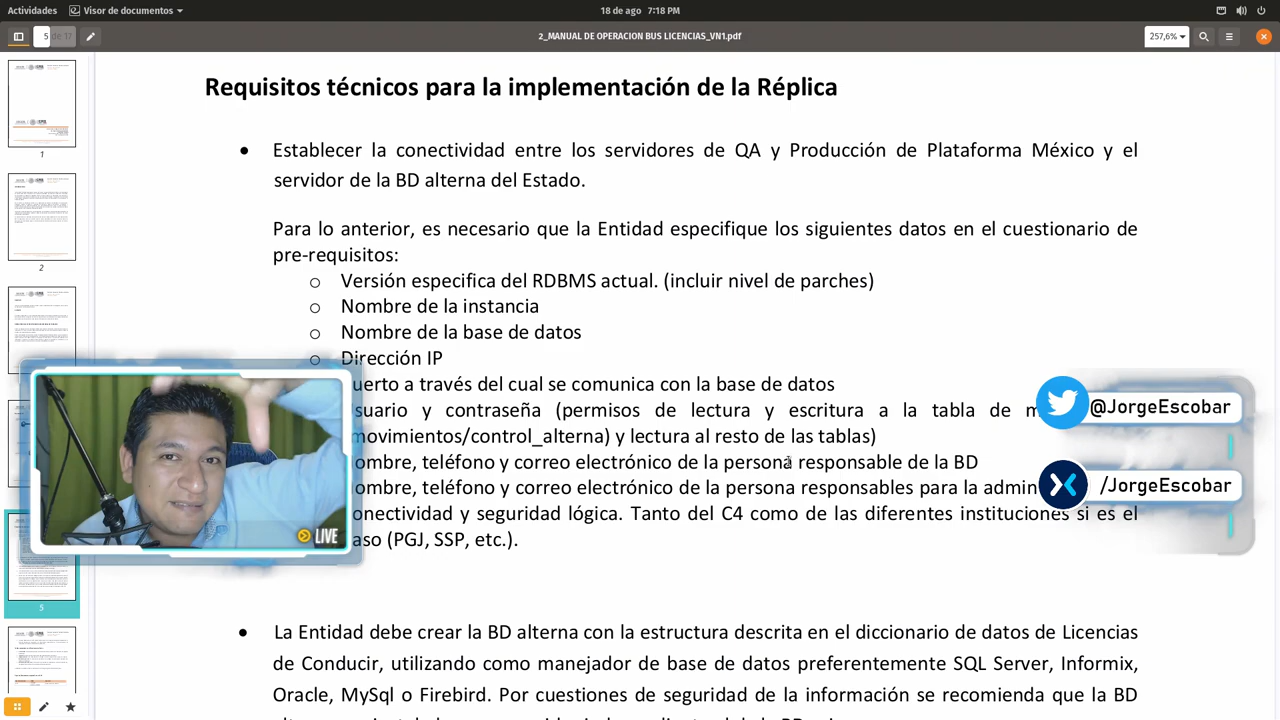 Actividades Visor de documentos 18 de ago 7:18 PM
5 de 17 2_MANUAL DE OPERACION BUS LICENCIAS_VN1.pdf 257,6%
Requisitos técnicos para la implementación de la Réplica
Establecer la conectividad entre los servidores de QA y Producción de Plataforma México y el
servidor de la BD alterna del Estado.
Para lo anterior, es necesario que la Entidad especifique los siguientes datos en el cuestionario de
pre-requisitos:
Versión especifica del RDBMS actual. (incluir nivel de parches)
Nombre de la instancia
Nombre de la base de datos
Dirección IP
uerto a través del cual se comunica con la base de datos
suario y contraseña (permisos de lectura y escritura a la tabla de m
movimientos/control_alterna) y lectura al resto de las tablas)
ombre, teléfono y correo electrónico de la persona responsable de la BD
ombre, teléfono y correo electrónico de la persona responsables para la admin
onectividad y seguridad lógica. Tanto del C4 como de las diferentes instituciones si es el
aso (PGJ, SSP, etc.).
La Entidad debe crear la BD alterna con la estructura descrita en el diccionario de datos de Licencias
de Conducir, utilizando como manejador de base de datos preferentemente SQL Server, Informix,
Oracle, MySql o Firebird. Por cuestiones de seguridad de la información se recomienda que la BD
1
2
5
LIVE
@JorgeEscobar
/JorgeEscobar